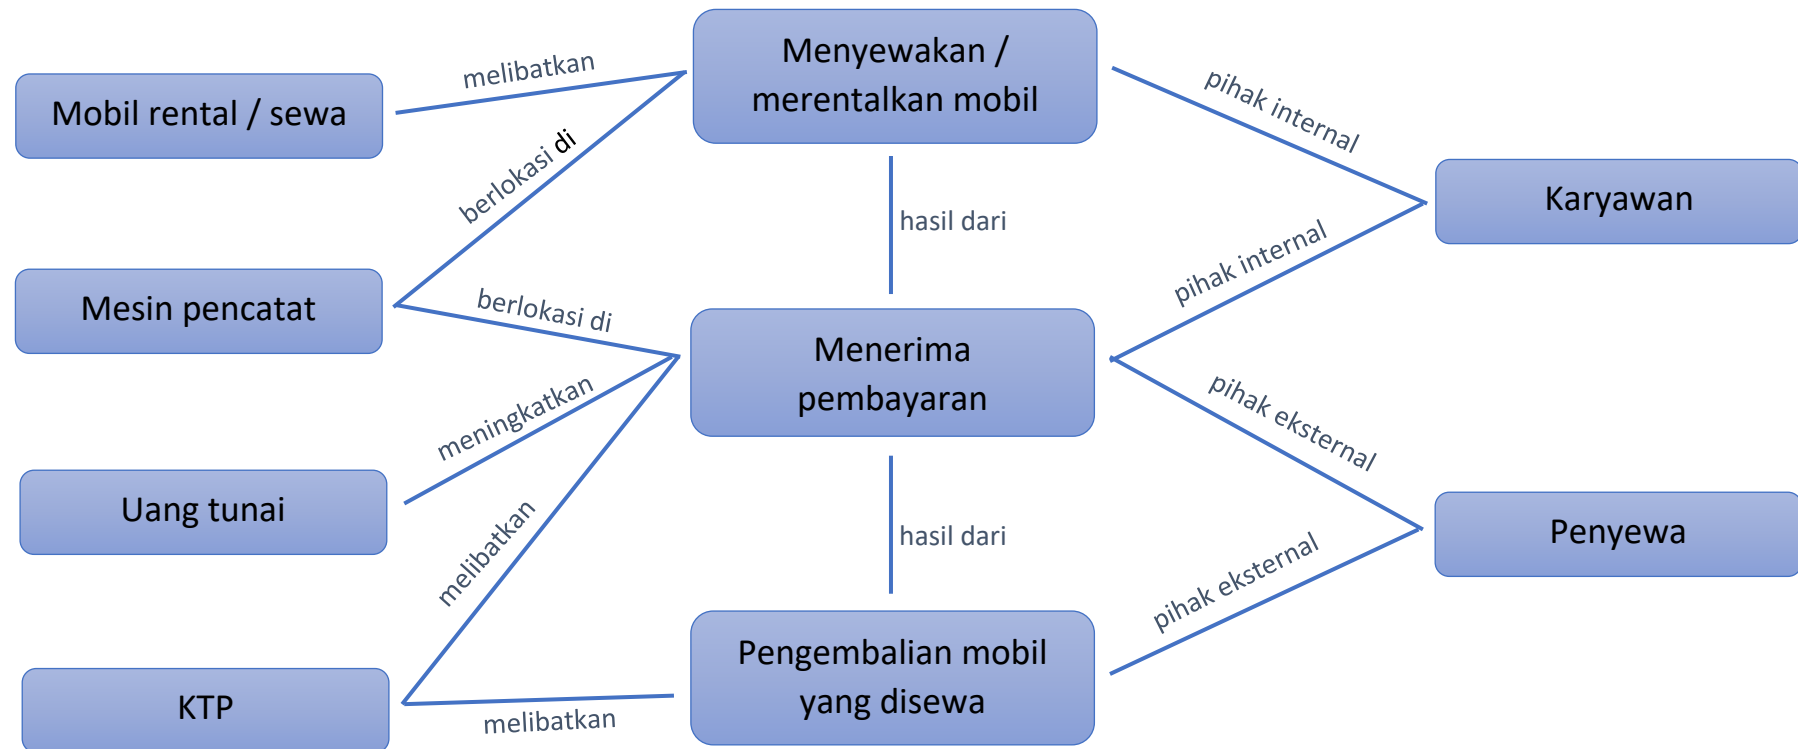 Menyewakan /
merentalkan mobil
melibatkan
pihak internal
Mobil rental / sewa
berlokasi di
Karyawan
hasil dari
pihak internal
Mesin pencatat
berlokasi di
Menerima
pembayaran
meningkatkan
pihak eksternal
Uang tunai
melibatkan
hasil dari
Penyewa
pihak eksternal
Pengembalian mobil
yang disewa
KTP
melibatkan